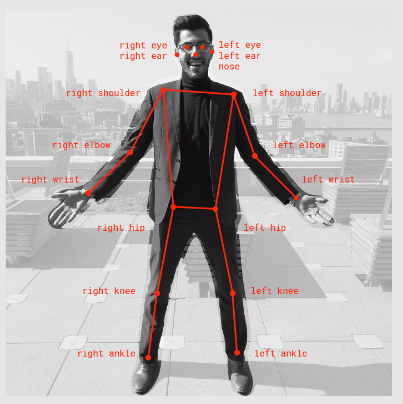 right eye left eye
right ear left ear
nose
right shoulder left shoulder
right elbow left elbow
right wrist left wrist
right hip left hip
right knee left knee
right ankle left ankle